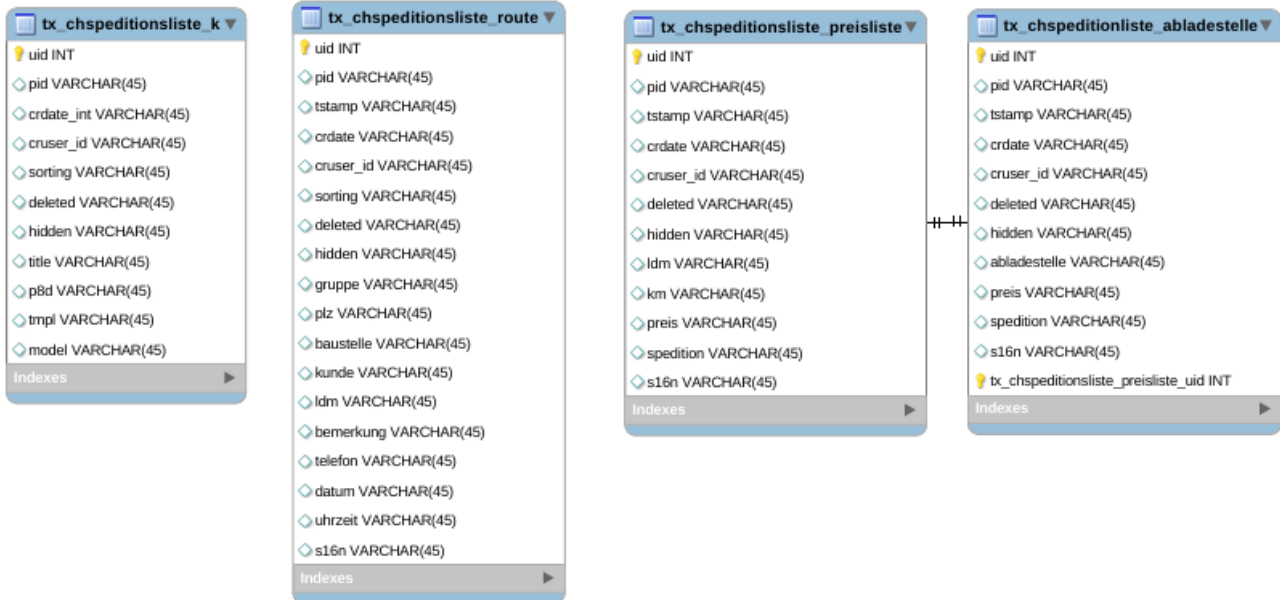 tx_chspeditionsliste_k
uid INT
pid VARCHAR(45)
crdate_int VARCHAR(45)
cruser_id VARCHAR(45)
sorting VARCHAR(45)
deleted VARCHAR(45)
hidden VARCHAR(45)
title VARCHAR(45)
p8d VARCHAR(45)
tmpl VARCHAR(45)
model VARCHAR(45)
Indexes
tx_chspeditionsliste_route
uid INT
pid VARCHAR(45)
tstamp VARCHAR(45)
crdate VARCHAR(45)
cruser_id VARCHAR(45)
sorting VARCHAR(45)
deleted VARCHAR(45)
hidden VARCHAR(45)
gruppe VARCHAR(45)
plz VARCHAR(45)
baustelle VARCHAR(45)
kunde VARCHAR(45)
ldm VARCHAR(45)
bemerkung VARCHAR(45)
telefon VARCHAR(45)
datum VARCHAR(45)
uhrzeit VARCHAR(45)
s16n VARCHAR(45)
Indexes
tx_chspeditionsliste_preisliste
uid INT
pid VARCHAR(45)
tstamp VARCHAR(45)
crdate VARCHAR(45)
cruser_id VARCHAR(45)
deleted VARCHAR(45)
hidden VARCHAR(45)
ldm VARCHAR(45)
km VARCHAR(45)
preis VARCHAR(45)
spedition VARCHAR(45)
s16n VARCHAR(45)
Indexes
tx_chspeditionliste_abladestelle
uid INT
pid VARCHAR(45)
tstamp VARCHAR(45)
crdate VARCHAR(45)
cruser_id VARCHAR(45)
deleted VARCHAR(45)
hidden VARCHAR(45)
abladestelle VARCHAR(45)
preis VARCHAR(45)
spedition VARCHAR(45)
s16n VARCHAR(45)
tx_chspeditionsliste_preisliste_uid INT
Indexes